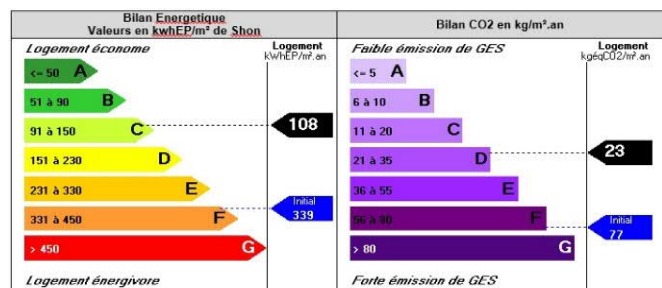 Bilan Energetique
Valeurs en kwhEP/m² de Shon
Logement économe
Logement
kWhEP/m².an
<= 50 A
51 à 90 B
91 à 150 C
108
151 à 230 D
231 à 330 E
Initial
339
331 à 450 F
> 450 G
Logement énergivore
Bilan CO2 en kg/m².an
Faible émission de GES
Logement
kgéqCO2/m².an
<= 5 A
6 à 10 B
11 à 20 C
21 à 35 D
23
36 à 55 E
56 à 80 F
Initial
77
> 80 G
Forte émission de GES